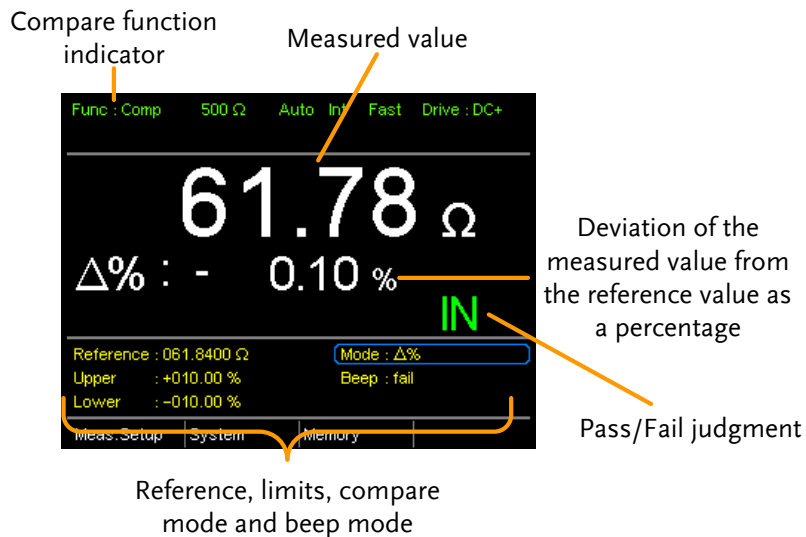 Compare function
indicator
Measured value
Func : Comp 500 Ω Auto Int Fast Drive : DC+
61.78 Ω
Δ% : - 0.10 %
IN
Deviation of the
measured value from
the reference value as
a percentage
Reference : 061.8400 Ω Mode : Δ%
Upper : +010.00 % Beep : fail
Lower : -010.00 %
Meas.Setup System Memory
Pass/Fail judgment
Reference, limits, compare
mode and beep mode